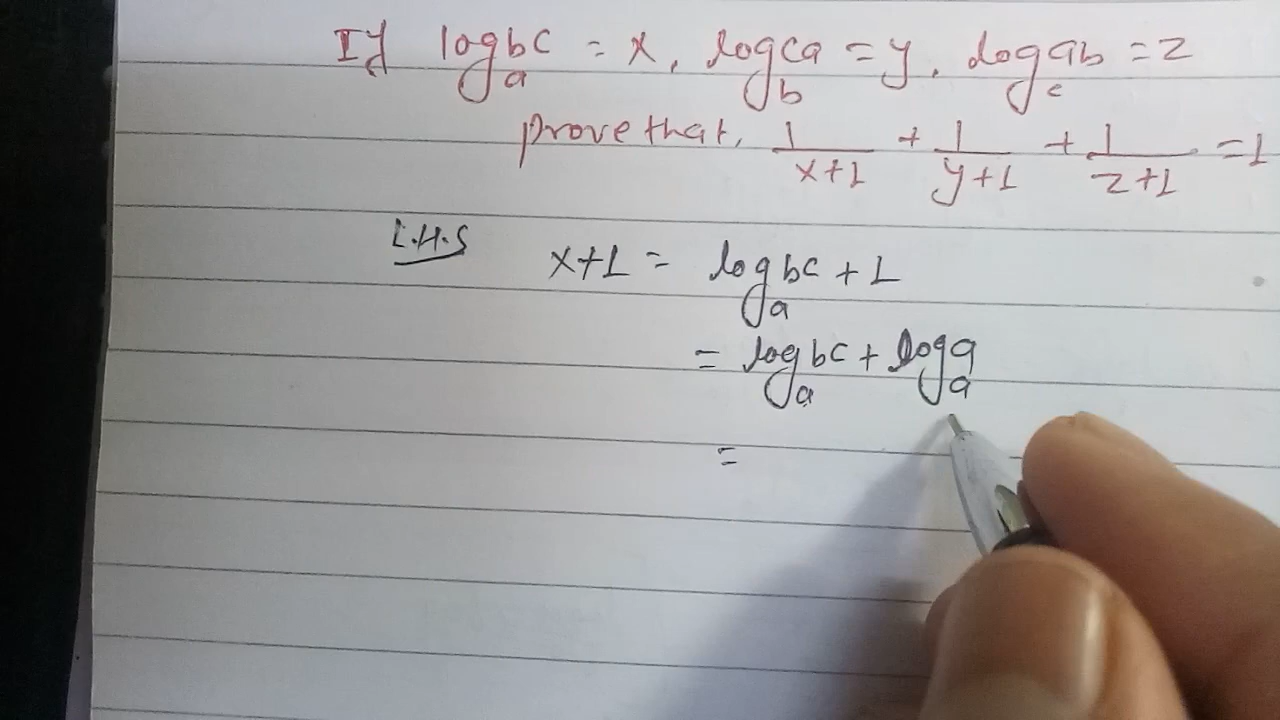 If log_a bc = x, log_b ca = y, log_c ab = z
prove that, 1/(x+1) + 1/(y+1) + 1/(z+1) = 1
L.H.S x+1 = log_a bc + 1
= log_a bc + log_a a
=